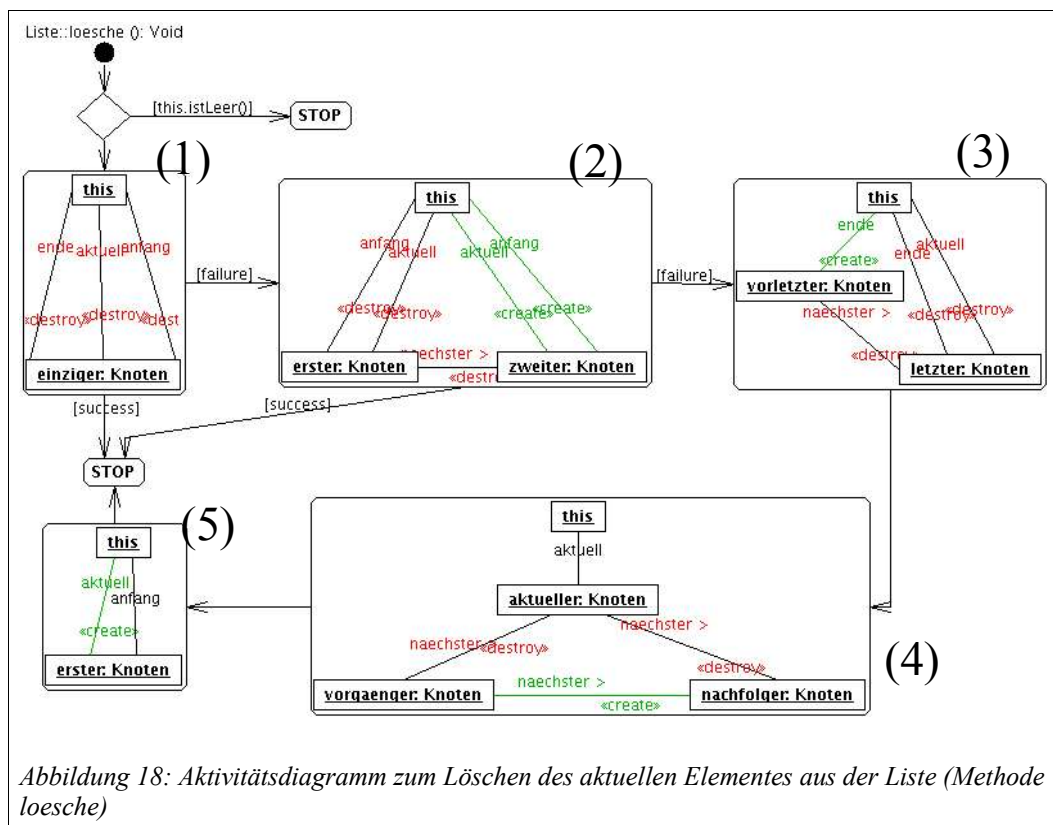 Liste::loesche (): Void
[this.istLeer()]
STOP
(1)
this
ende
aktuell
anfang
«destroy»
«destroy»
«dest
einziger: Knoten
[success]
[failure]
(2)
this
anfang
aktuell
anfang
aktuell
«destroy»
«destroy»
«create»
«create»
naechster >
«destroy
erster: Knoten
zweiter: Knoten
[success]
[failure]
(3)
this
ende
aktuell
ende
«create»
vorletzter: Knoten
naechster >
«destroy»
«destroy»
«destroy»
letzter: Knoten
STOP
(5)
this
aktuell
anfang
«create»
erster: Knoten
this
aktuell
aktueller: Knoten
naechster >
«destroy»
naechster >
«destroy»
(4)
naechster >
vorgaenger: Knoten
nachfolger: Knoten
«create»
Abbildung 18: Aktivitätsdiagramm zum Löschen des aktuellen Elementes aus der Liste (Methode
loesche)